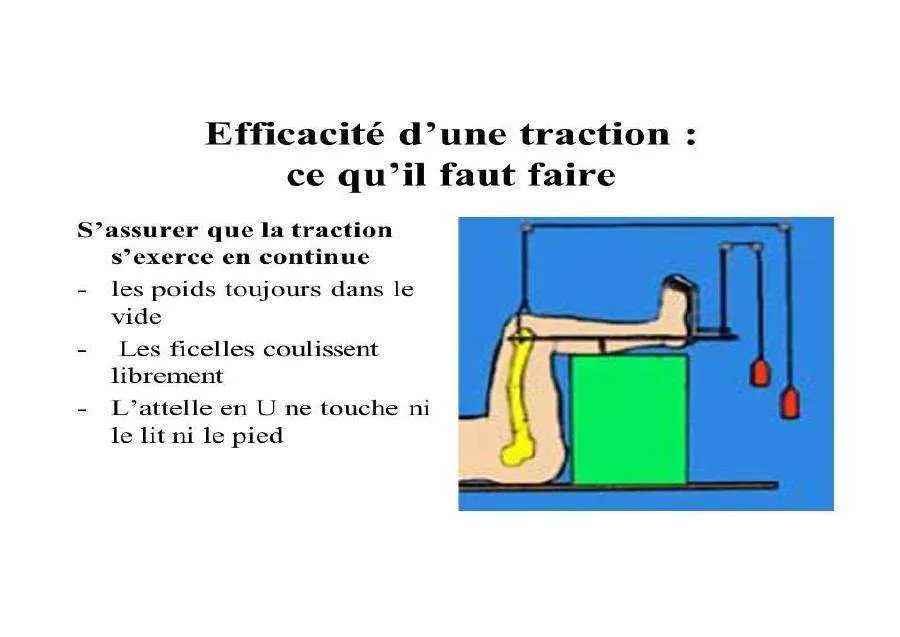 Efficacité d’une traction :
ce qu’il faut faire
S’assurer que la traction
s’exerce en continue
- les poids toujours dans le
vide
- Les ficelles coulissent
librement
- L’attelle en U ne touche ni
le lit ni le pied